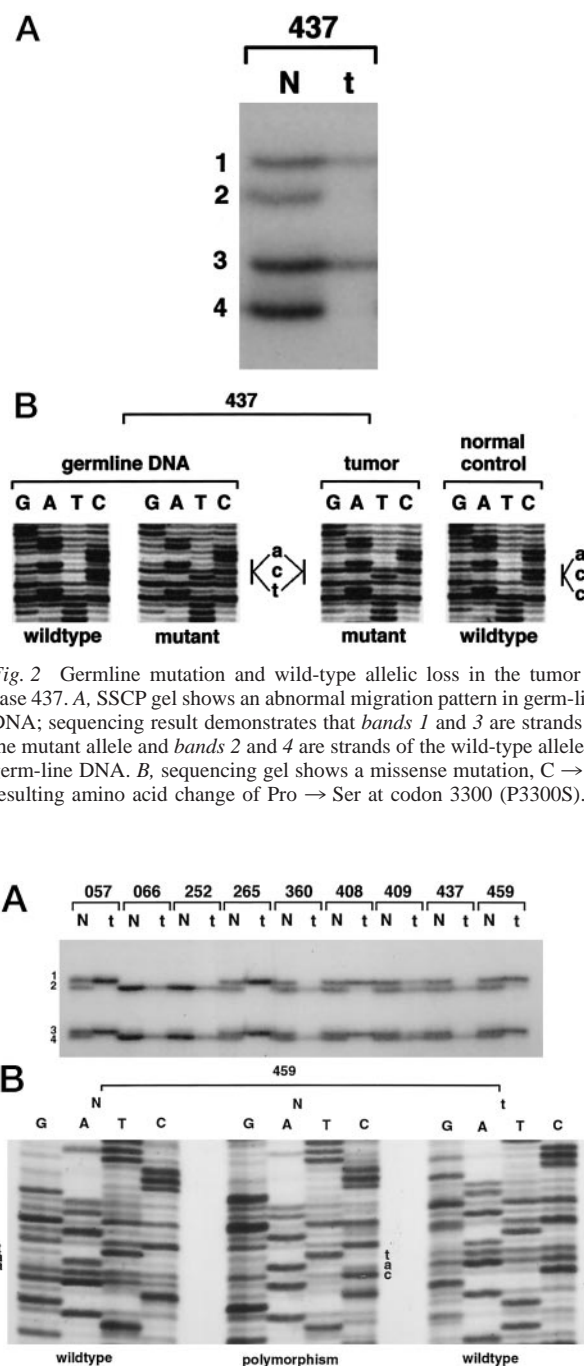 A
437
N t
1
2
3
4
B
437
germline DNA tumor normal control
G A T C G A T C G A T C G A T C
a
c
t
a
c
c
wildtype mutant mutant wildtype
Fig. 2 Germline mutation and wild-type allelic loss in the tumor
ase 437. A, SSCP gel shows an abnormal migration pattern in germ-li
DNA; sequencing result demonstrates that bands 1 and 3 are strands
he mutant allele and bands 2 and 4 are strands of the wild-type allele
germ-line DNA. B, sequencing gel shows a missense mutation, C →
esulting amino acid change of Pro → Ser at codon 3300 (P3300S).
A
057 066 252 265 360 408 409 437 459
N t N t N t N t N t N t N t N t N t
1
2
3
4
B
459
N N t
G A T C G A T C G A T C
t
a
c
wildtype polymorphism wildtype